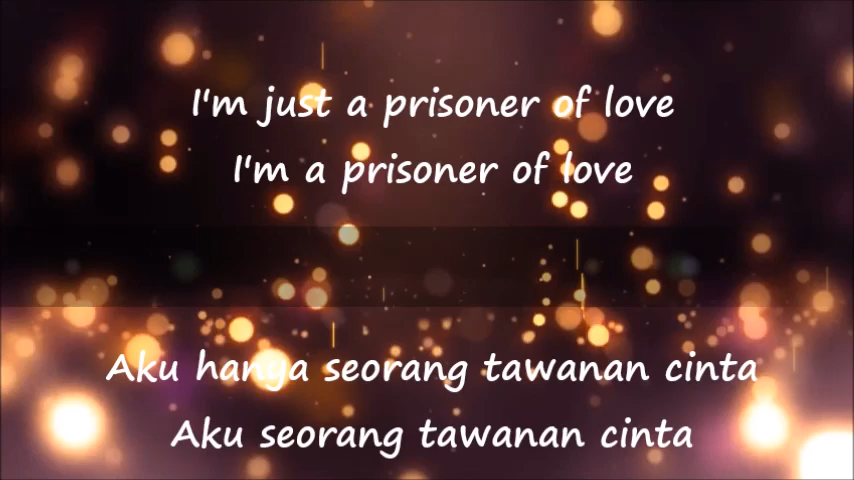 I'm just a prisoner of love
I'm a prisoner of love
Aku hanya seorang tawanan cinta
Aku seorang tawanan cinta